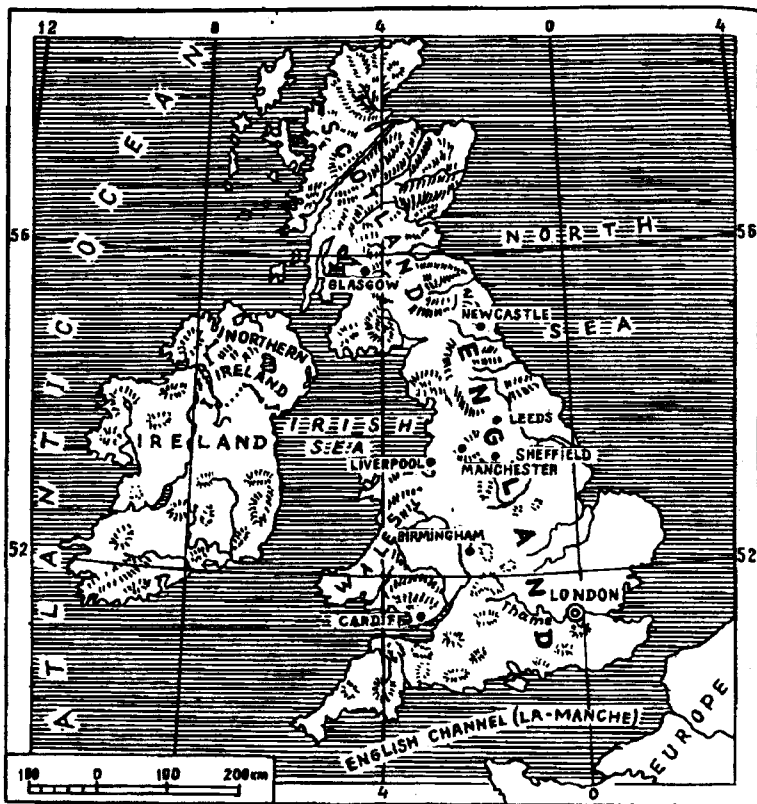 12 8 4 0 4
ATLANTIC OCEAN
SCOTLAND
56 56
NORTH
SEA
GLASGOW
NEWCASTLE
NORTHERN
IRELAND
ENGLAND
LEEDS
IRELAND
IRISH
SEA
SHEFFIELD
LIVERPOOL
MANCHESTER
WALES
BIRMINGHAM
52 52
LONDON
Thames
CARDIFF
ENGLISH CHANNEL (LA-MANCHE)
EUROPE
100 0 100 200 km
4 0